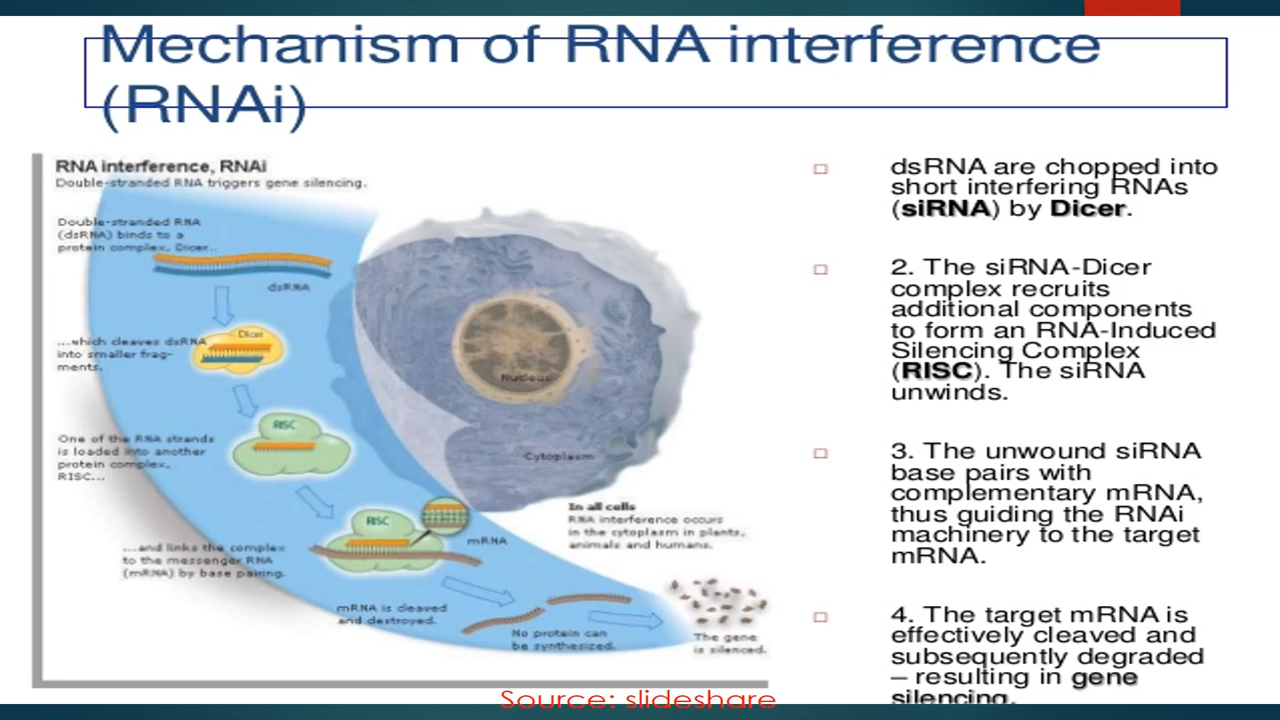 Mechanism of RNA interference
(RNAi)
RNA interference, RNAi
Double-stranded RNA triggers gene silencing.
Double-stranded RNA
(dsRNA) binds to a
protein complex, Dicer...
dsRNA
Dicer
...which cleaves dsRNA
into smaller frag-
ments.
RISC
One of the RNA strands
is loaded into another
protein complex,
RISC...
RISC
mRNA
...and links the complex
to the messenger RNA
(mRNA) by base pairing.
mRNA is cleaved
and destroyed.
No protein can
be synthesized.
The gene
is silenced.
Nucleus
Cytoplasm
In all cells
RNA interference occurs
in the cytoplasm in plants,
animals and humans.
dsRNA are chopped into
short interfering RNAs
(siRNA) by Dicer.
2. The siRNA-Dicer
complex recruits
additional components
to form an RNA-Induced
Silencing Complex
(RISC). The siRNA
unwinds.
3. The unwound siRNA
base pairs with
complementary mRNA,
thus guiding the RNAi
machinery to the target
mRNA.
4. The target mRNA is
effectively cleaved and
subsequently degraded
– resulting in gene
silencing.
Source: slideshare